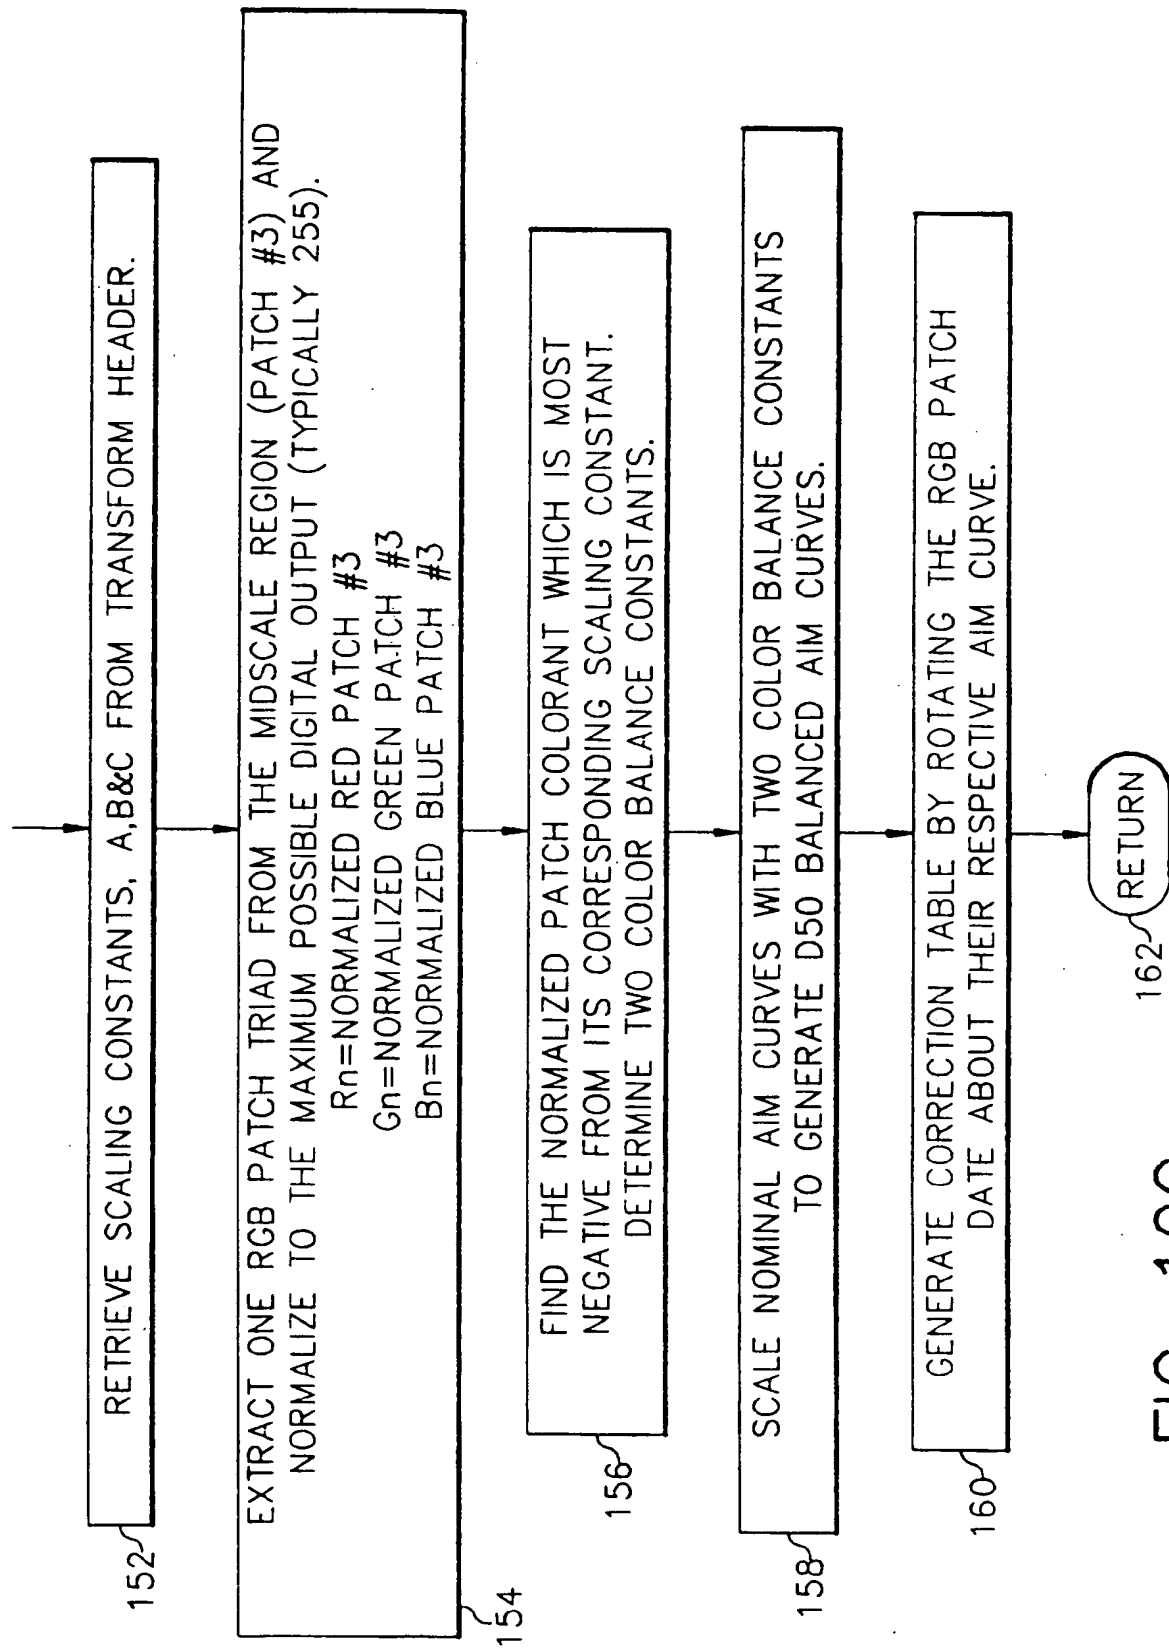 RETRIEVE SCALING CONSTANTS, A,B&C FROM TRANSFORM HEADER.
152
EXTRACT ONE RGB PATCH TRIAD FROM THE MIDSCALE REGION (PATCH #3) AND
NORMALIZE TO THE MAXIMUM POSSIBLE DIGITAL OUTPUT (TYPICALLY 255).
Rn=NORMALIZED RED PATCH #3
Gn=NORMALIZED GREEN PATCH #3
Bn=NORMALIZED BLUE PATCH #3
154
FIND THE NORMALIZED PATCH COLORANT WHICH IS MOST
NEGATIVE FROM ITS CORRESPONDING SCALING CONSTANT.
DETERMINE TWO COLOR BALANCE CONSTANTS.
156
SCALE NOMINAL AIM CURVES WITH TWO COLOR BALANCE CONSTANTS
TO GENERATE D50 BALANCED AIM CURVES.
158
GENERATE CORRECTION TABLE BY ROTATING THE RGB PATCH
DATE ABOUT THEIR RESPECTIVE AIM CURVE.
160
RETURN
162